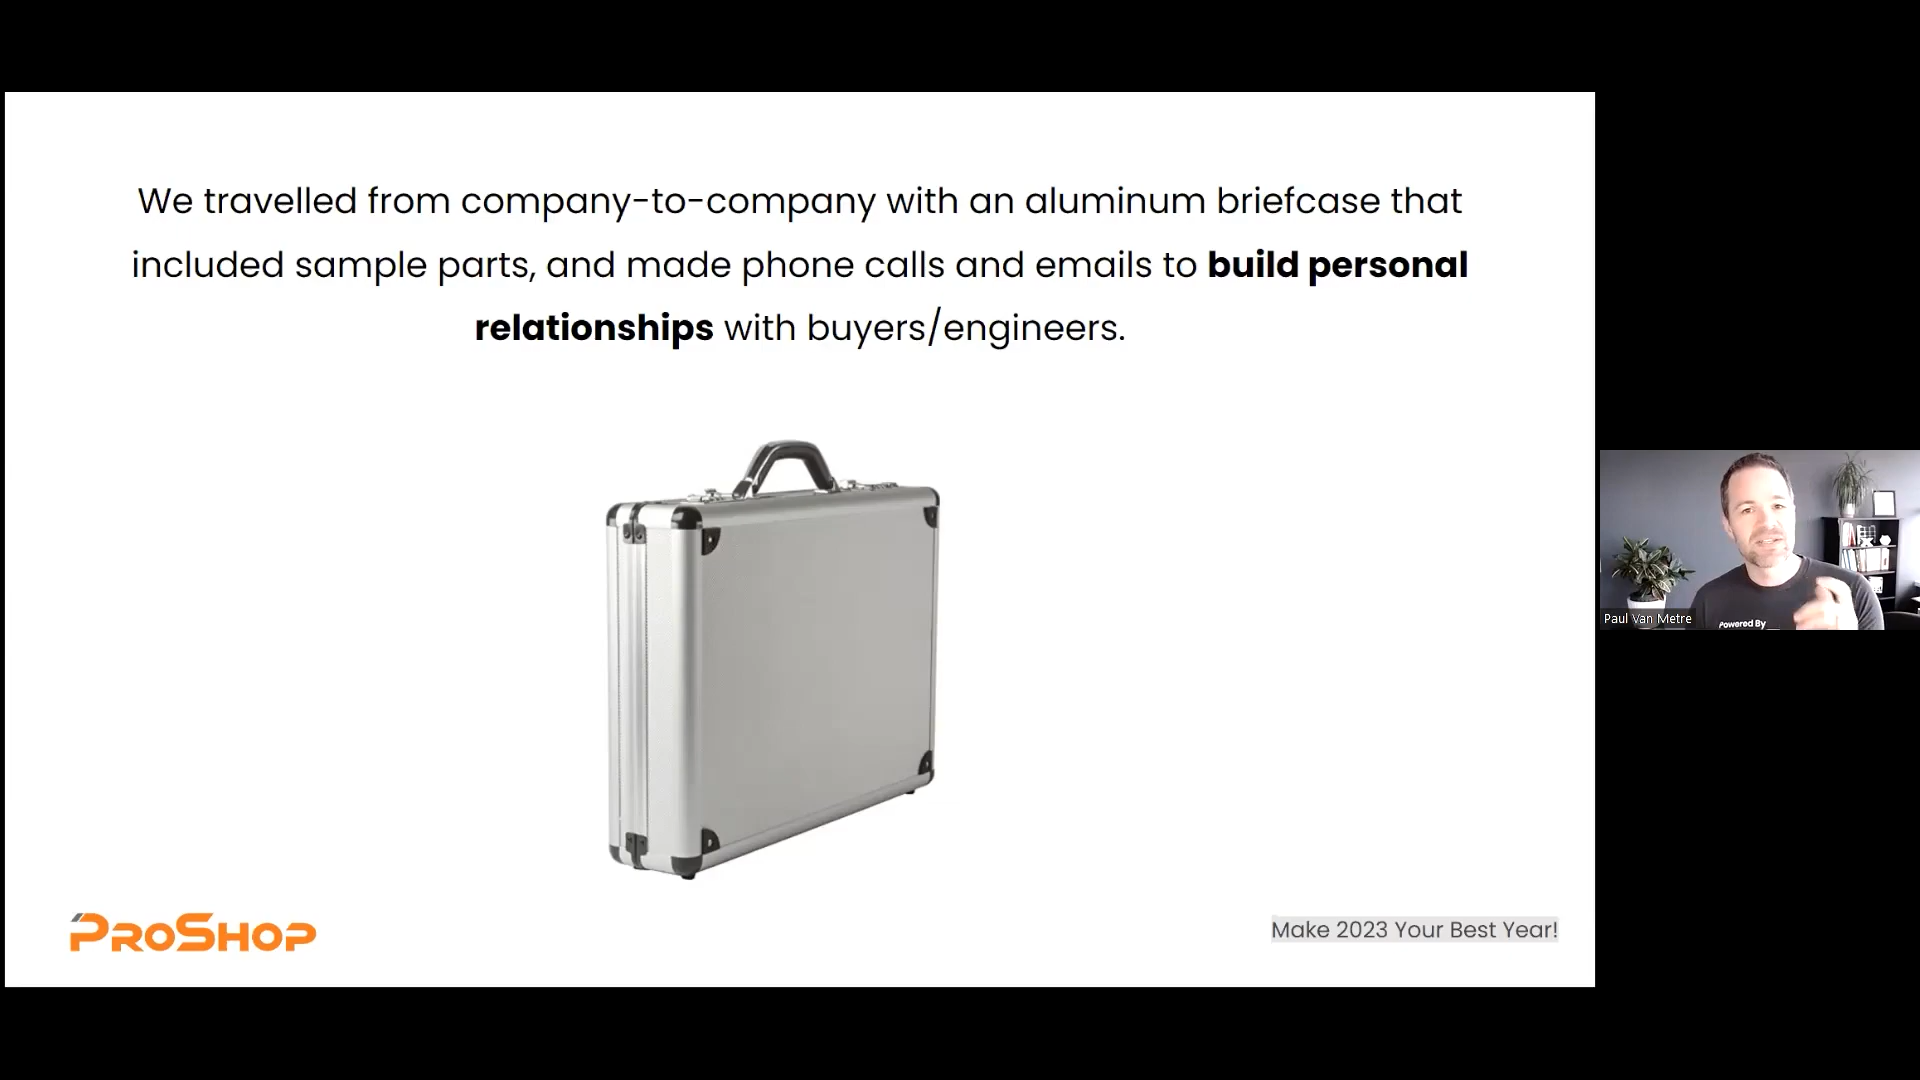 We travelled from company-to-company with an aluminum briefcase that
included sample parts, and made phone calls and emails to build personal
relationships with buyers/engineers.
Paul Van Metre
Powered By
PROSHOP
Make 2023 Your Best Year!